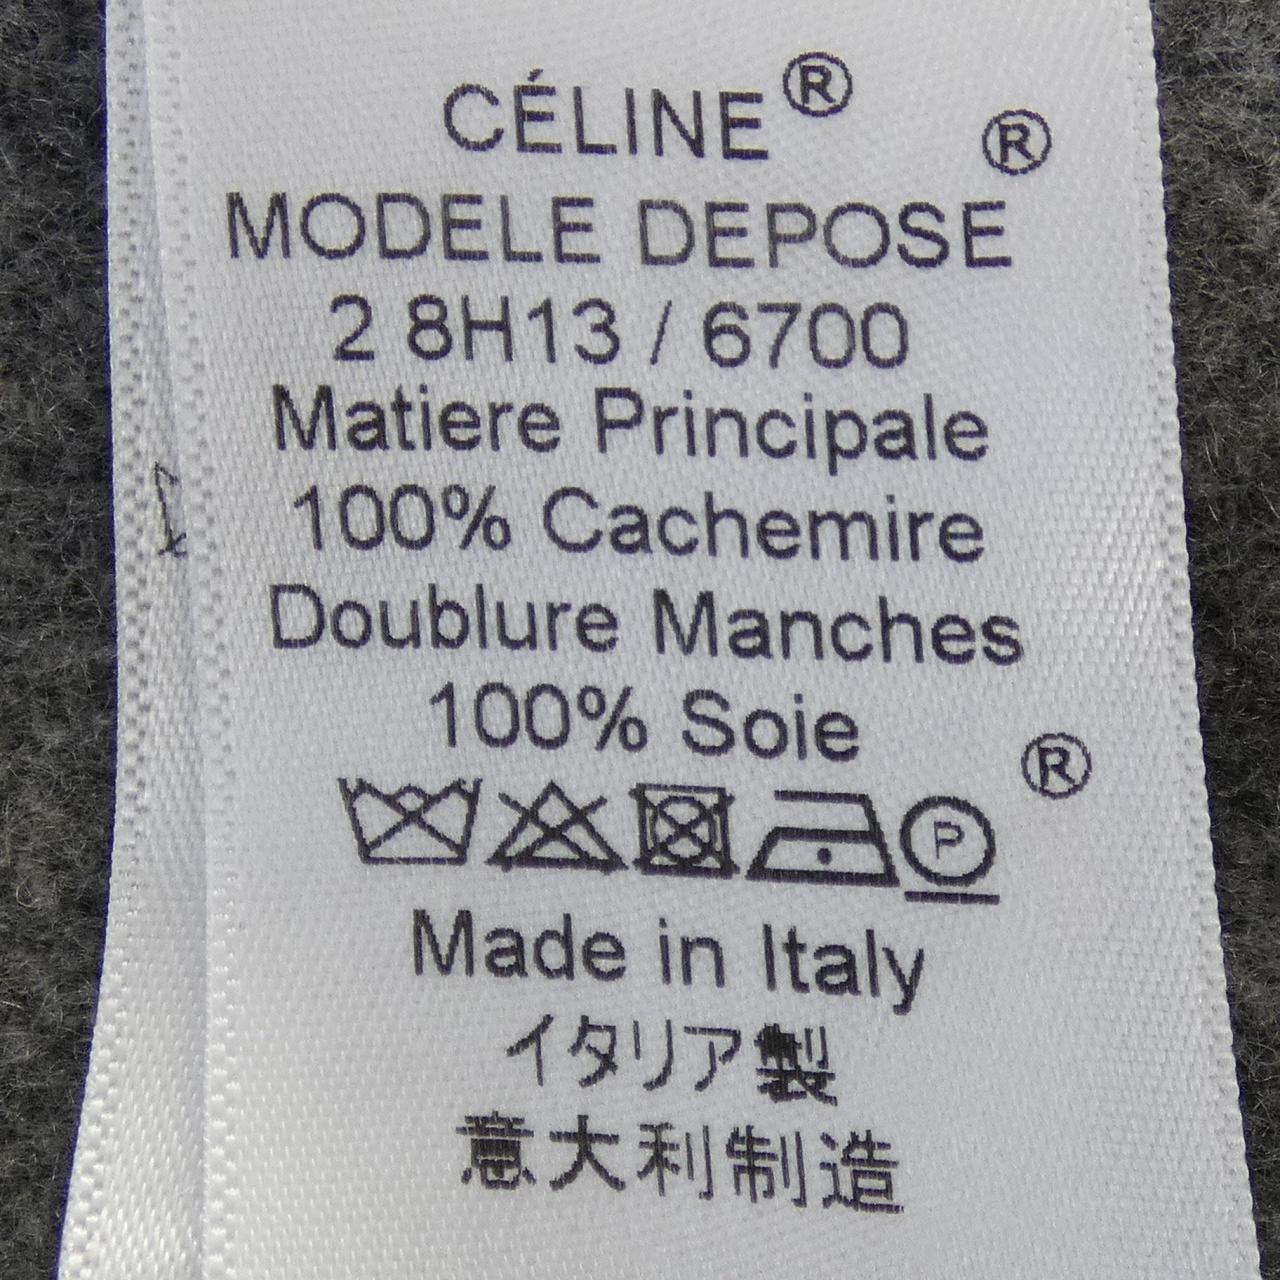 CÉLINE®
®
MODELE DEPOSE
2 8H13 / 6700
Matiere Principale
100% Cachemire
Doublure Manches
100% Soie
®
P
Made in Italy
イタリア製
意大利制造